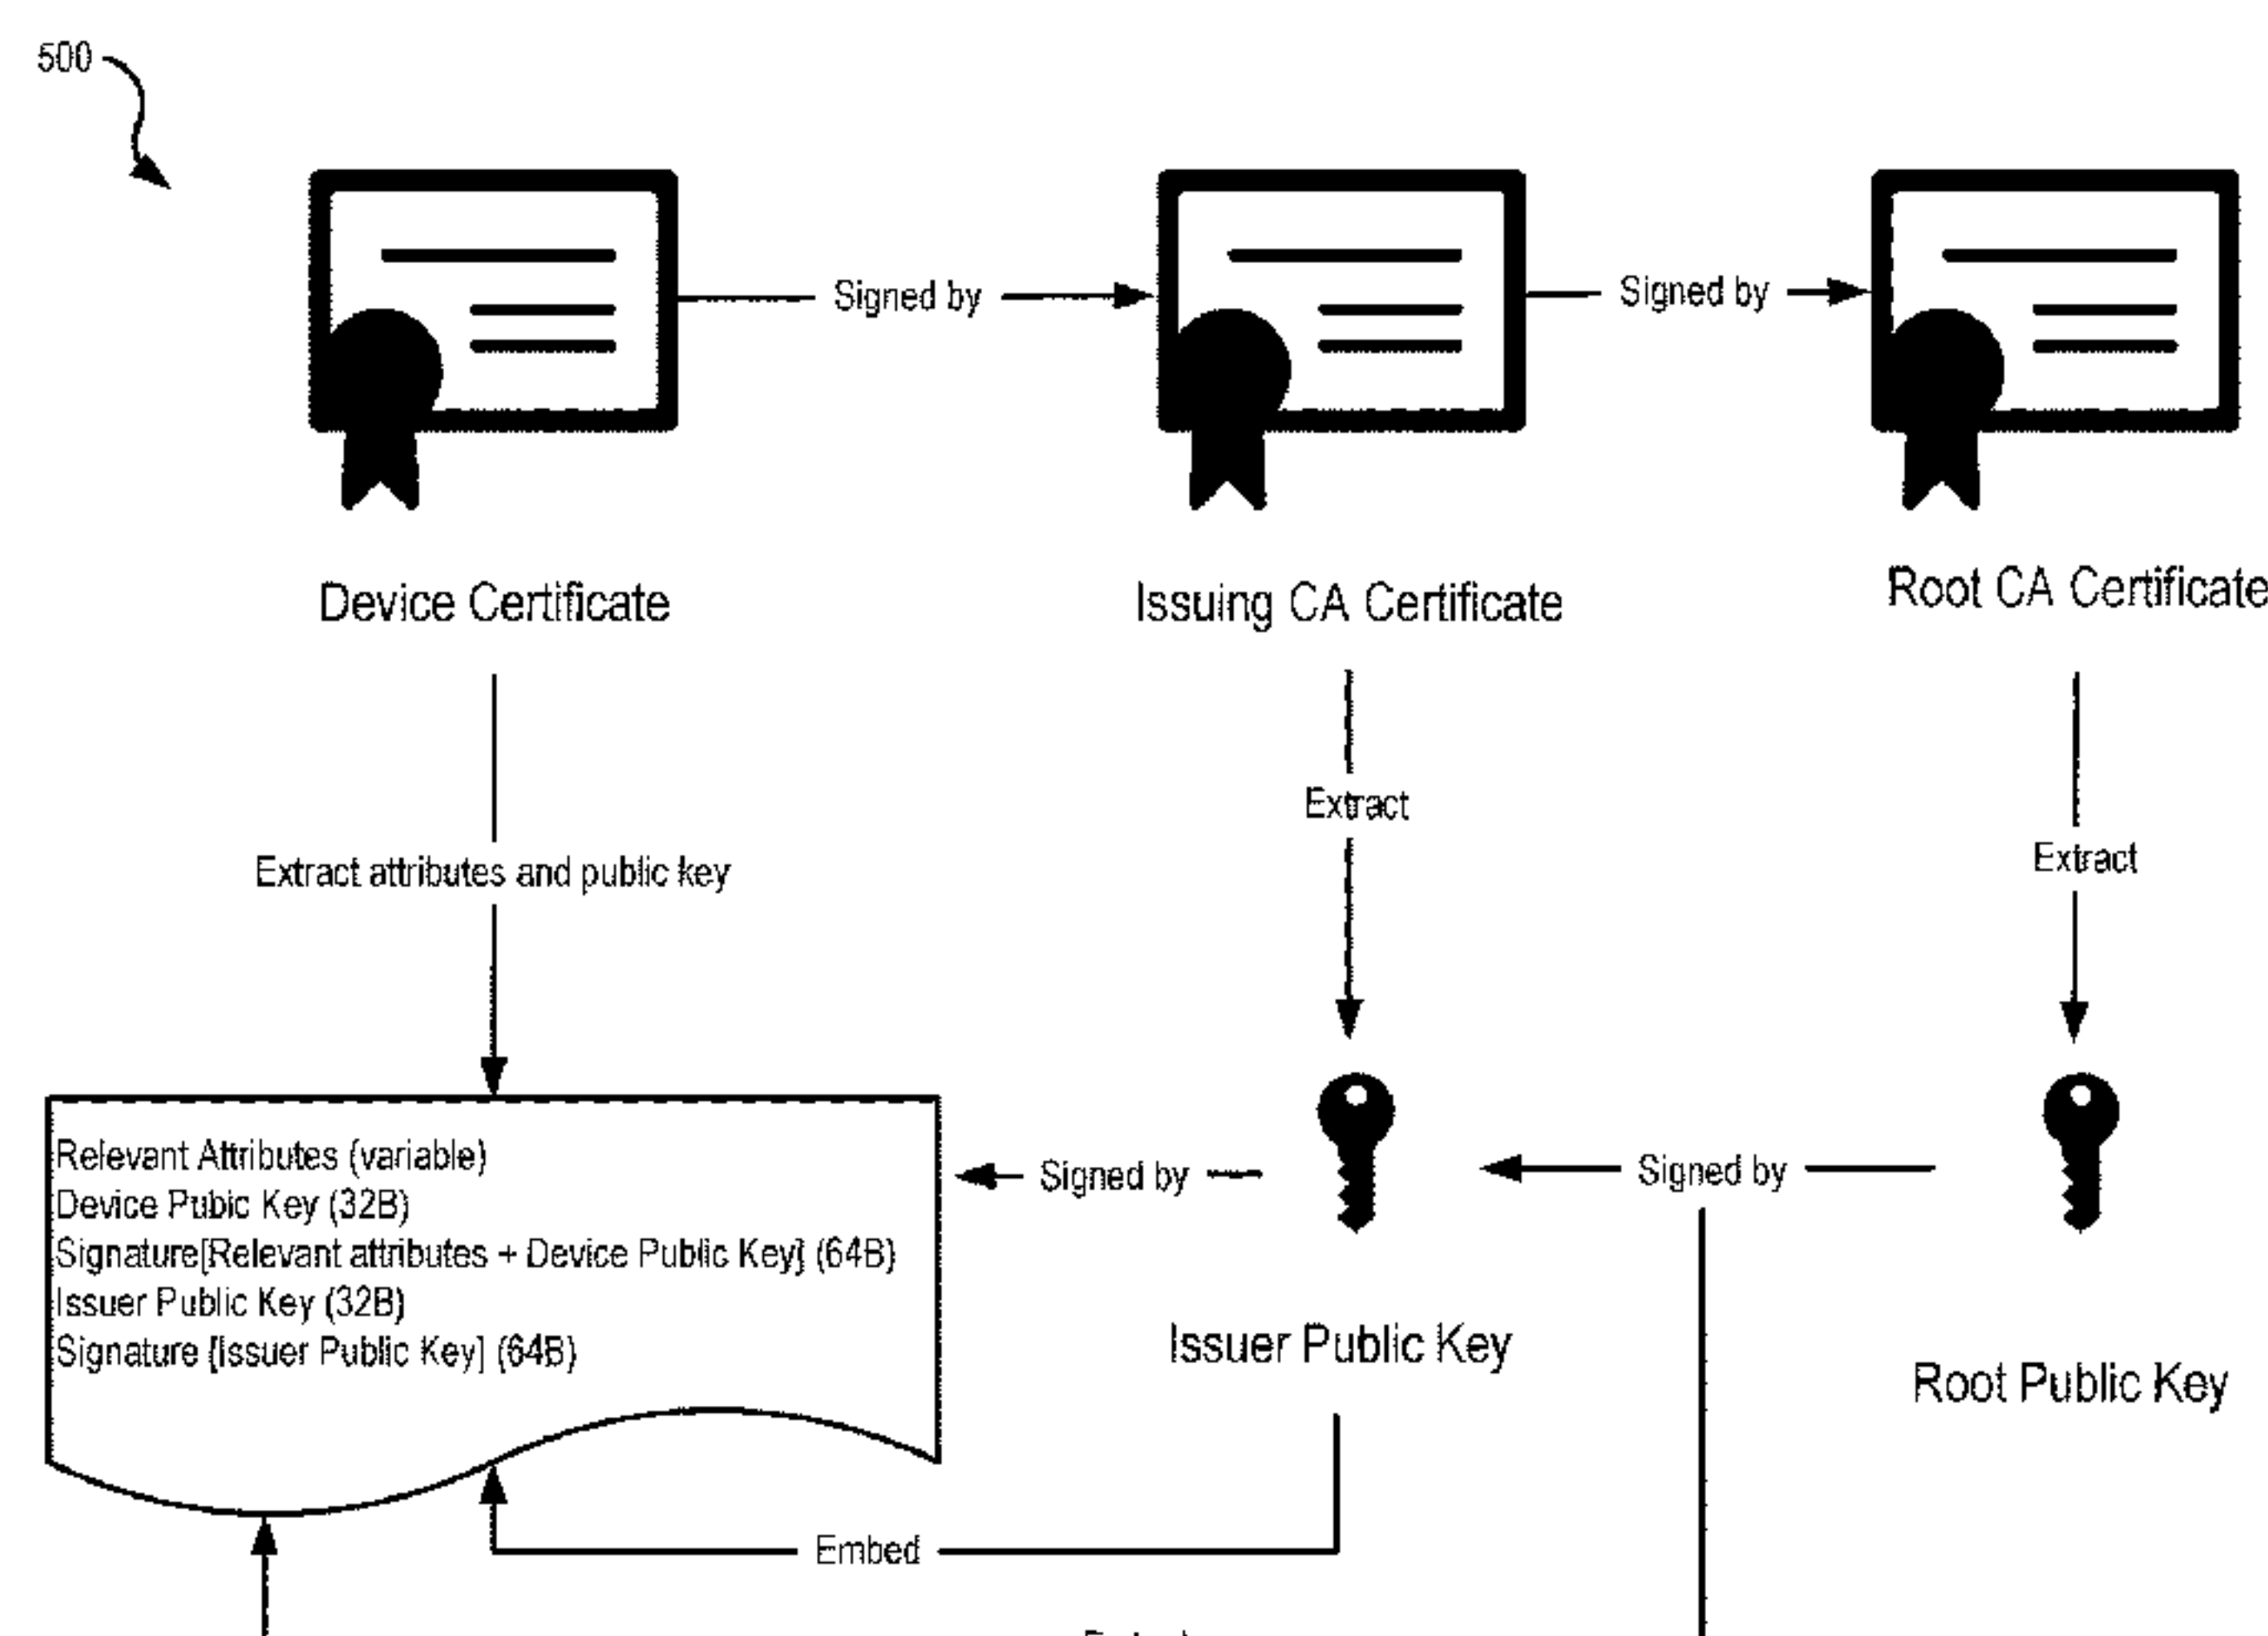 500
Signed by
Signed by
Device Certificate
Issuing CA Certificate
Root CA Certificate
Extract
Extract
Extract attributes and public key
Relevant Attributes (variable)
Device Pubic Key (32B)
Signature[Relevant attributes + Device Public Key] (64B)
Issuer Public Key (32B)
Signature [Issuer Public Key] (64B)
Signed by
Signed by
Issuer Public Key
Root Public Key
Embed